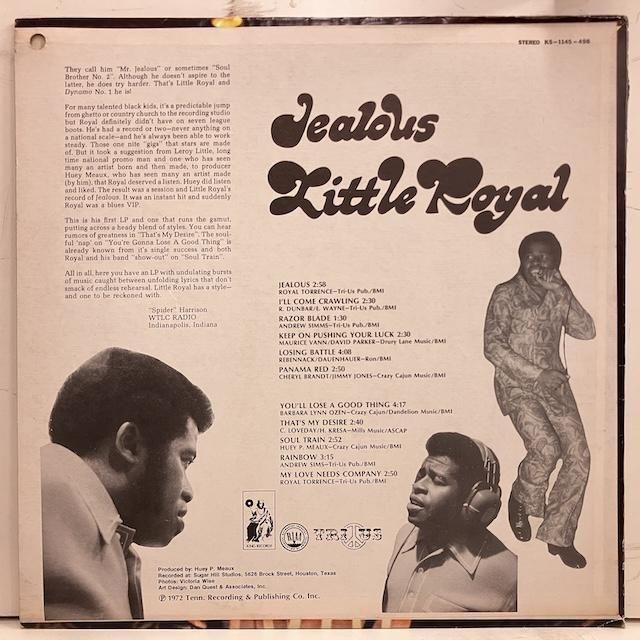 STEREO KS-1145-498
They call him "Mr. Jealous" or sometimes "Soul
Brother No. 2". Although he doesn't aspire to the
latter, he does try harder. That's Little Royal and
Dynamo No. 1 he is!
For many talented black kids, it's a predictable jump
from ghetto or country church to the recording studio
but Royal definitely didn't have on seven league
boots. He's had a record or two—never anything on
a national scale—and he's always been able to work
steady. Those one nite "gigs" that stars are made
of. But it took a suggestion from Leroy Little, long
time national promo man and one who has seen
many an artist born and then made, to producer
Huey Meaux, who has seen many an artist made
(by him), that Royal deserved a listen. Huey did listen
and liked. The result was a session and Little Royal's
record of Jealous. It was an instant hit and suddenly
Royal was a blues VIP.
This is his first LP and one that runs the gamut,
putting across a heady blend of styles. You can hear
rumors of greatness in "That's My Desire". The soul-
ful 'nap' on "You're Gonna Lose A Good Thing" is
already known from it's single success and both
Royal and his band "show-out" on "Soul Train".
All in all, here you have an LP with undulating bursts
of music caught between unfolding lyrics that don't
smack of endless rehearsal. Little Royal has a style—
and one to be reckoned with.
"Spider" Harrison
WTLC RADIO
Indianapolis, Indiana
Jealous
Little Royal
JEALOUS 2:58
ROYAL TORRENCE—Tri-Us Pub./BMI
I'LL COME CRAWLING 2:30
R. DUNBAR/E. WAYNE—Tri-Us Pub./BMI
RAZOR BLADE 1:30
ANDREW SIMMS—Tri-Us Pub./BMI
KEEP ON PUSHING YOUR LUCK 2:30
MAURICE VANN/DAVID PARKER—Drury Lane Music/BMI
LOSING BATTLE 4:08
REBENNACK/DAUENHAUER—Ron/BMI
PANAMA RED 2:50
CHERYL BRANDT/JIMMY JONES—Crazy Cajun Music/BMI
YOU'LL LOSE A GOOD THING 4:17
BARBARA LYNN OZEN—Crazy Cajun/Dandelion Music/BMI
THAT'S MY DESIRE 2:40
C. LOVEDAY/H. KRESA—Mills Music/ASCAP
SOUL TRAIN 2:52
HUEY P. MEAUX—Crazy Cajun Music/BMI
RAINBOW 3:15
ANDREW SIMS—Tri-Us Pub./BMI
MY LOVE NEEDS COMPANY 2:50
ROYAL TORRENCE—Tri-Us Pub./BMI
KING RECORDS
TRI US
Produced by: Huey P. Meaux
Recorded at: Sugar Hill Studios, 5626 Brock Street, Houston, Texas
Photos: Victoria Wise
Art Design: Dan Quest & Associates, Inc.
Ⓟ 1972 Tenn. Recording & Publishing Co. Inc.